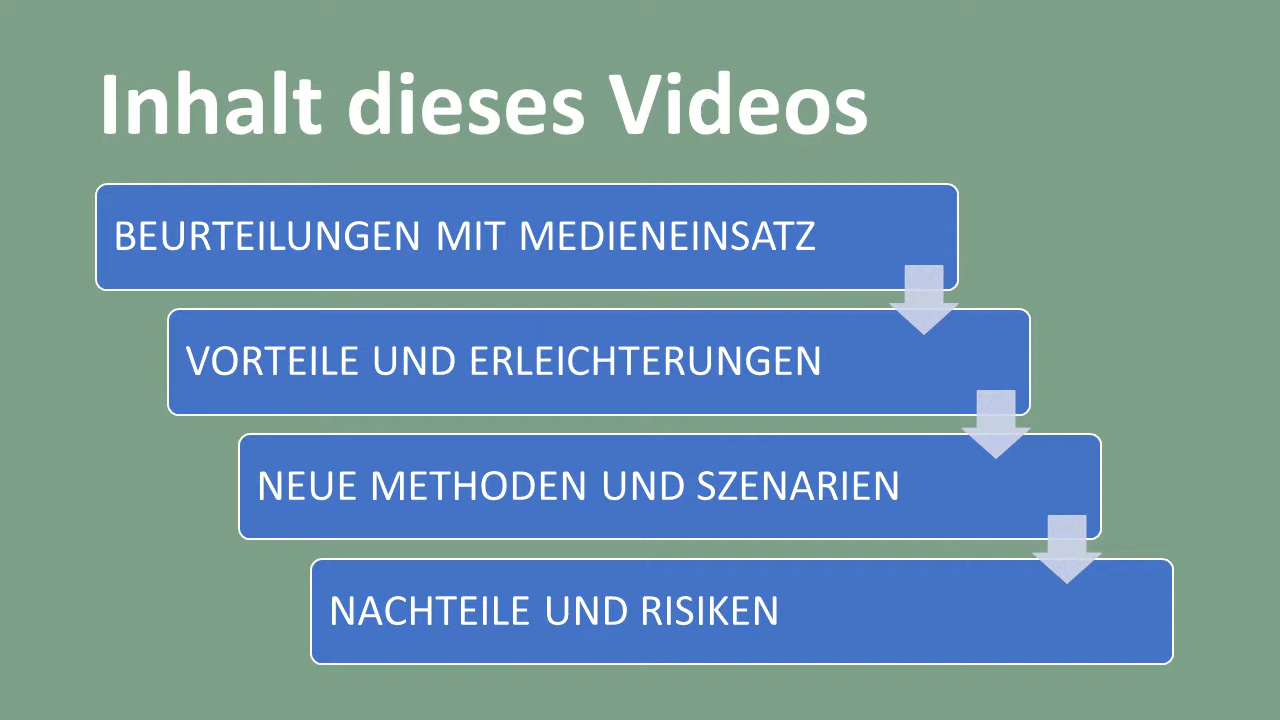 Inhalt dieses Videos
BEURTEILUNGEN MIT MEDIENEINSATZ
VORTEILE UND ERLEICHTERUNGEN
NEUE METHODEN UND SZENARIEN
NACHTEILE UND RISIKEN